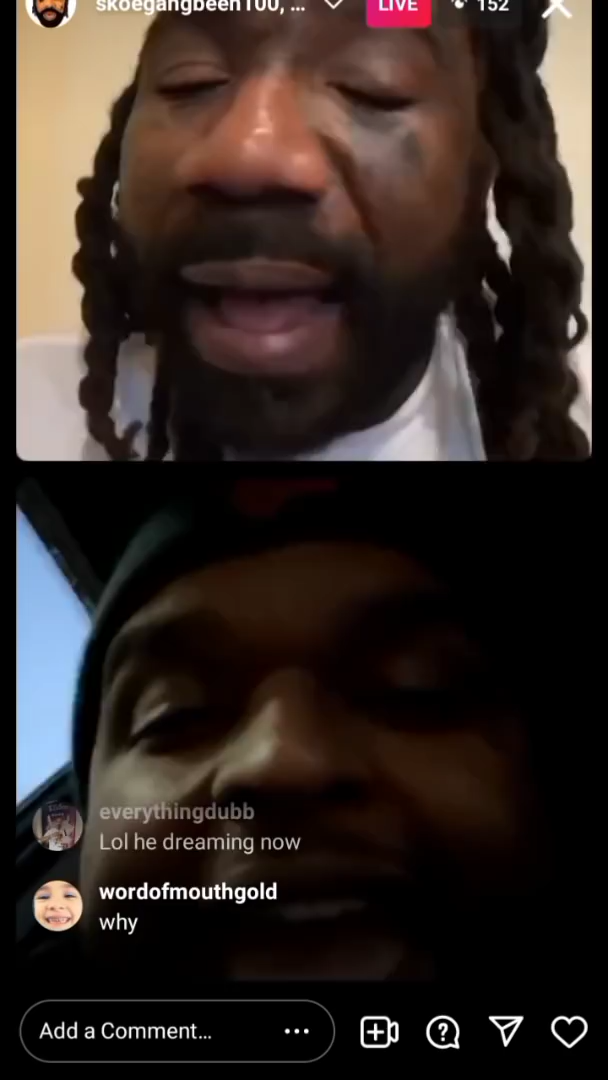 skoegangbeen100, ...
LIVE
152
everythingdubb
Lol he dreaming now
wordofmouthgold
why
Add a Comment...